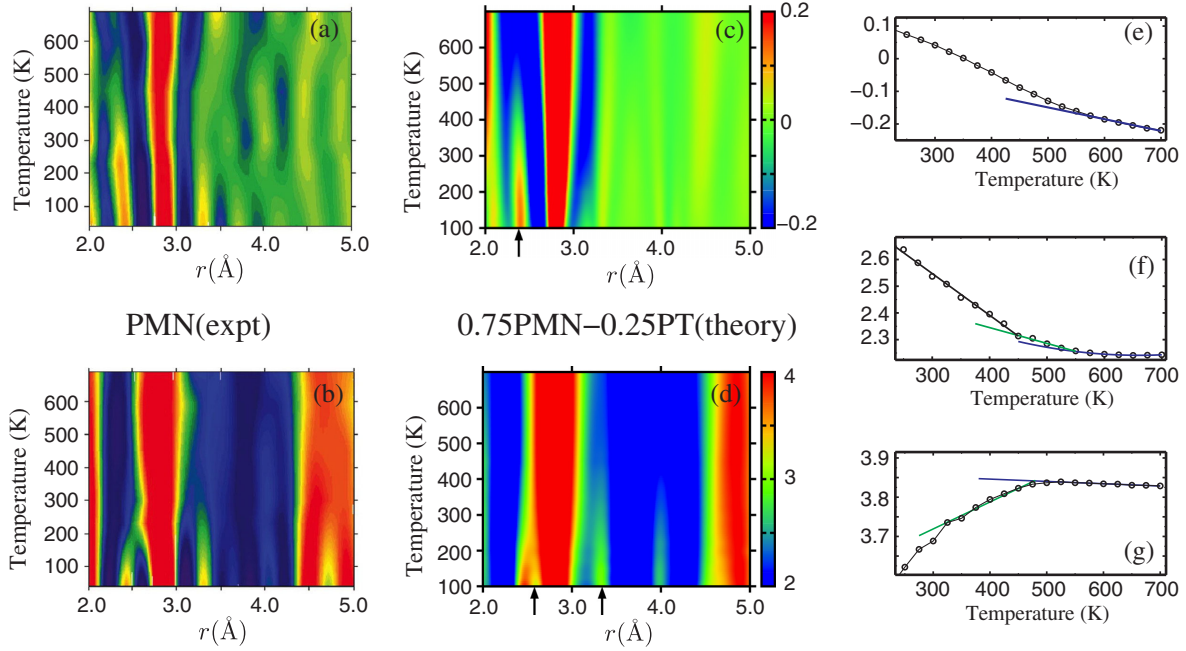 (a)
Temperature (K)
600
500
400
300
200
100
2.0 3.0 4.0 5.0
r(Å)
(c)
Temperature (K)
600
500
400
300
200
100
2.0 3.0 4.0 5.0
r(Å)
0.2
0
−0.2
(e)
0.1
0
−0.1
−0.2
300 400 500 600 700
Temperature (K)
PMN(expt)
0.75PMN−0.25PT(theory)
(f)
2.6
2.5
2.4
2.3
300 400 500 600 700
Temperature (K)
(b)
Temperature (K)
600
500
400
300
200
100
2.0 3.0 4.0 5.0
r(Å)
(d)
Temperature (K)
600
500
400
300
200
100
2.0 3.0 4.0 5.0
r(Å)
4
3
2
(g)
3.9
3.8
3.7
300 400 500 600 700
Temperature (K)